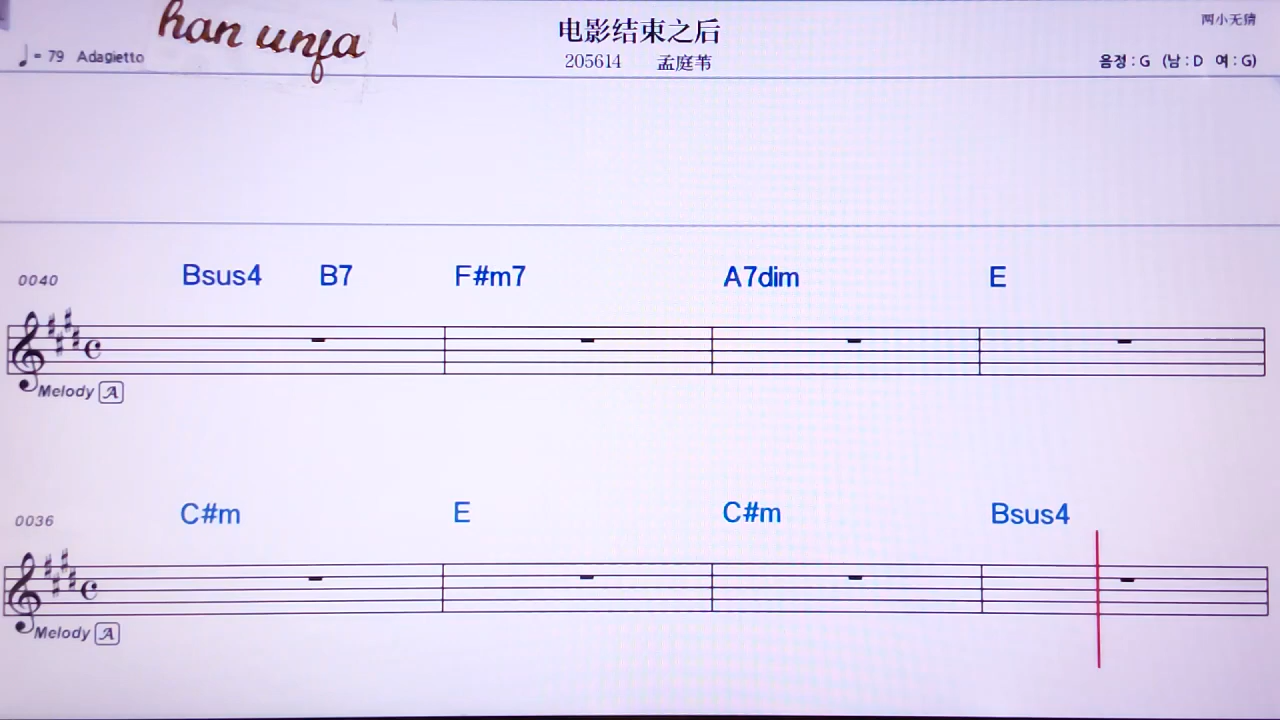 han unfa
电影结束之后
两小无猜
♩= 79 Adagietto
205614 孟庭苇
음정 : G (남 : D 여 : G)
0040 Bsus4 B7 F#m7 A7dim E
Melody A
0036 C#m E C#m Bsus4
Melody A